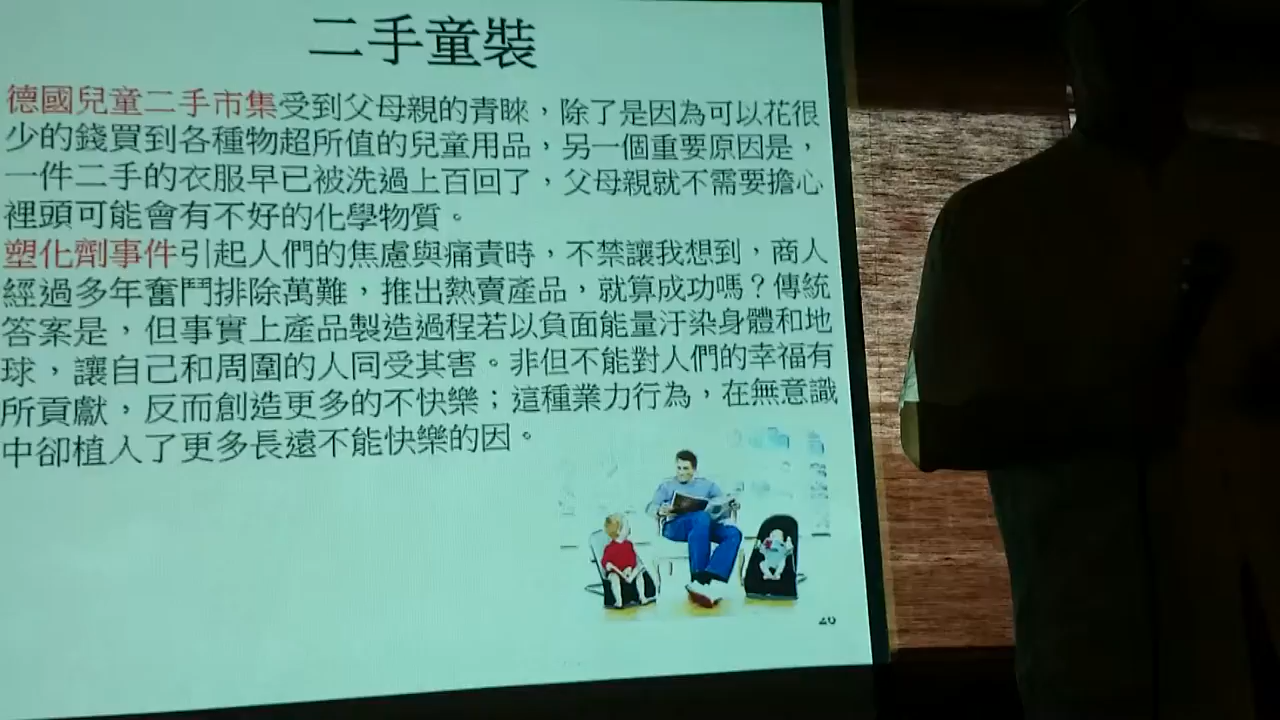 二手童裝
德國兒童二手市集受到父母親的青睞，除了是因為可以花很
少的錢買到各種物超所值的兒童用品，另一個重要原因是，
一件二手的衣服早已被洗過上百回了，父母親就不需要擔心
裡頭可能會有不好的化學物質。
塑化劑事件引起人們的焦慮與痛責時，不禁讓我想到，商人
經過多年奮鬥排除萬難，推出熱賣產品，就算成功嗎？傳統
答案是，但事實上產品製造過程若以負面能量汙染身體和地
球，讓自己和周圍的人同受其害。非但不能對人們的幸福有
所貢獻，反而創造更多的不快樂；這種業力行為，在無意識
中卻植入了更多長遠不能快樂的因。
26